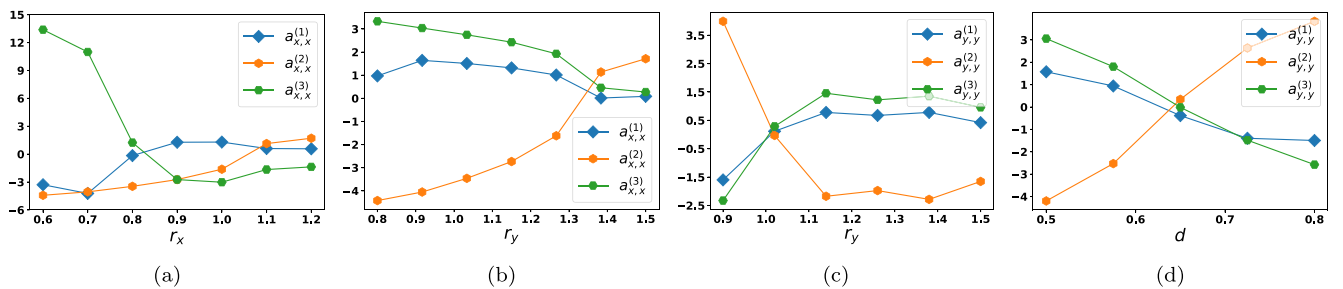 15
12
9
6
3
0
−3
−6
0.6 0.7 0.8 0.9 1.0 1.1 1.2
r_x
a_{x,x}^{(1)}
a_{x,x}^{(2)}
a_{x,x}^{(3)}
(a)
3
2
1
0
−1
−2
−3
−4
0.8 0.9 1.0 1.1 1.2 1.3 1.4 1.5
r_y
a_{x,x}^{(1)}
a_{x,x}^{(2)}
a_{x,x}^{(3)}
(b)
3.5
2.5
1.5
0.5
−0.5
−1.5
−2.5
0.9 1.0 1.1 1.2 1.3 1.4 1.5
r_y
a_{y,y}^{(1)}
a_{y,y}^{(2)}
a_{y,y}^{(3)}
(c)
3
2
1
0
−1
−2
−3
−4
0.5 0.6 0.7 0.8
d
a_{y,y}^{(1)}
a_{y,y}^{(2)}
a_{y,y}^{(3)}
(d)